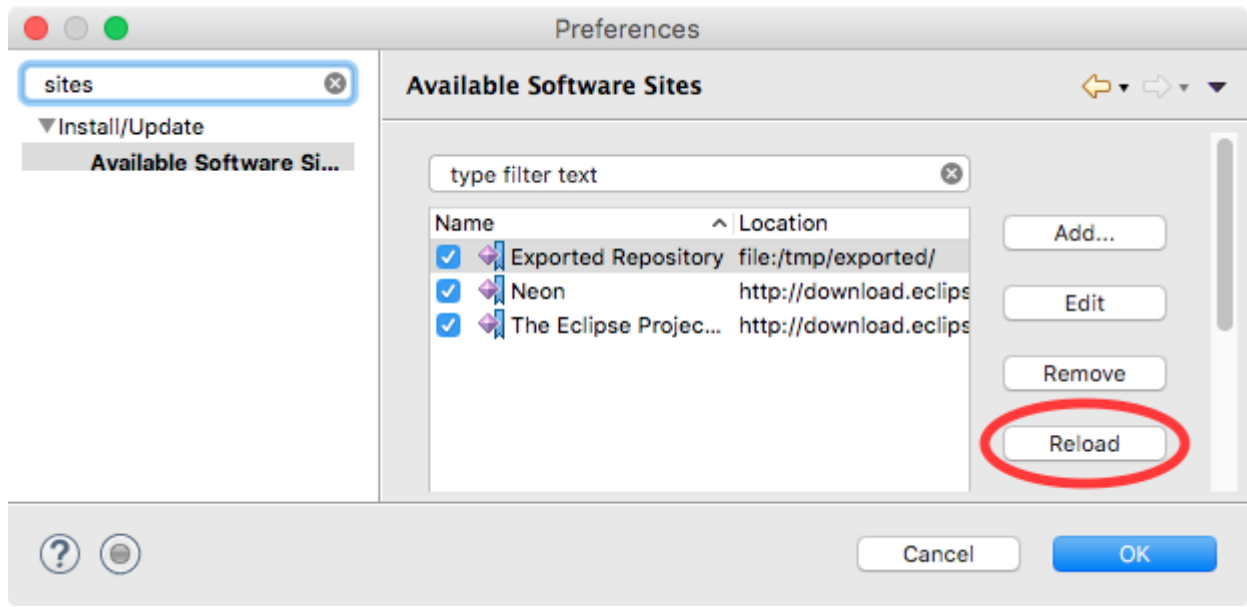 Preferences
sites
Install/Update
Available Software Si...
Available Software Sites
type filter text
Name Location
Exported Repository file:/tmp/exported/
Neon http://download.eclips
The Eclipse Projec... http://download.eclips
Add...
Edit
Remove
Reload
?
Cancel
OK